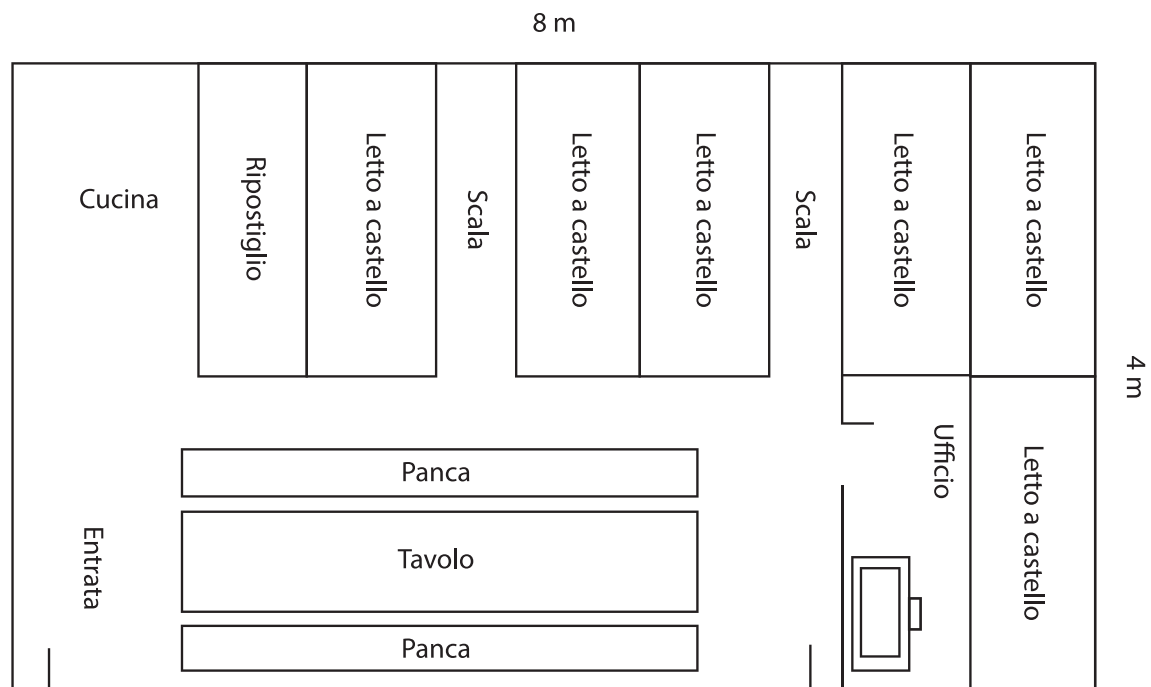 8 m
Cucina
Ripostiglio
Letto a castello
Scala
Letto a castello
Letto a castello
Scala
Letto a castello
Letto a castello
4 m
Ufficio
Letto a castello
Panca
Entrata
Tavolo
Panca